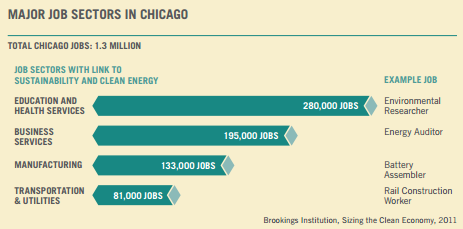 MAJOR JOB SECTORS IN CHICAGO
TOTAL CHICAGO JOBS: 1.3 MILLION
JOB SECTORS WITH LINK TO
SUSTAINABILITY AND CLEAN ENERGY
EXAMPLE JOB
EDUCATION AND
HEALTH SERVICES
280,000 JOBS
Environmental
Researcher
BUSINESS
SERVICES
195,000 JOBS
Energy Auditor
MANUFACTURING
133,000 JOBS
Battery
Assembler
TRANSPORTATION
& UTILITIES
81,000 JOBS
Rail Construction
Worker
Brookings Institution, Sizing the Clean Economy, 2011